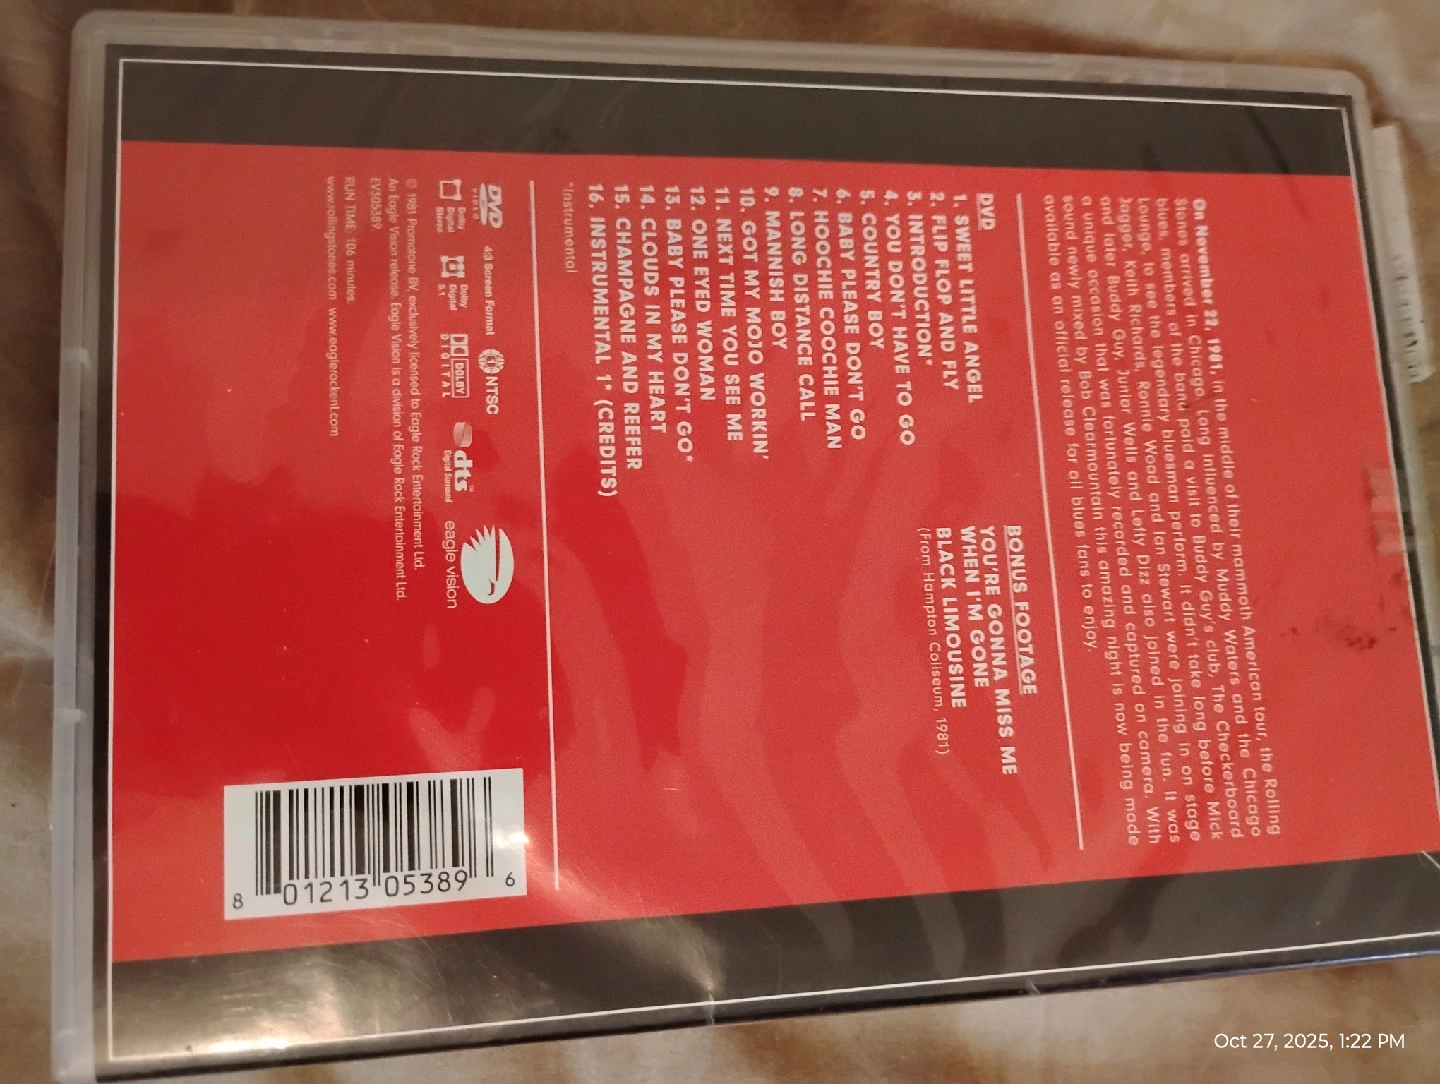 On November 22, 1981, in the middle of their mammoth American tour, the Rolling
Stones arrived in Chicago. Long influenced by Muddy Waters and the Chicago
blues, members of the band paid a visit to Buddy Guy's club, The Checkerboard
Lounge, to see the legendary bluesman perform. It didn't take long before Mick
Jagger, Keith Richards, Ronnie Wood and Ian Stewart were joining in on stage
and later Buddy Guy, Junior Wells and Lefty Dizz also joined in the fun. It was
a unique occasion that was fortunately recorded and captured on camera. With
sound newly mixed by Bob Clearmountain this amazing night is now being made
available as an official release for all blues fans to enjoy.
DVD
1. SWEET LITTLE ANGEL
2. FLIP FLOP AND FLY
3. INTRODUCTION*
4. YOU DON'T HAVE TO GO
5. COUNTRY BOY
6. BABY PLEASE DON'T GO
7. HOOCHIE COOCHIE MAN
8. LONG DISTANCE CALL
9. MANNISH BOY
10. GOT MY MOJO WORKIN'
11. NEXT TIME YOU SEE ME
12. ONE EYED WOMAN
13. BABY PLEASE DON'T GO*
14. CLOUDS IN MY HEART
15. CHAMPAGNE AND REEFER
16. INSTRUMENTAL 1* (CREDITS)
*Instrumental
BONUS FOOTAGE
YOU'RE GONNA MISS ME
WHEN I'M GONE
BLACK LIMOUSINE
(From Hampton Coliseum, 1981)
DVD VIDEO 4:3 Screen Format NTSC
Dolby Digital Stereo
Dolby Digital 5.1
DOLBY DIGITAL
dts Digital Surround
eagle vision
© 1981 Promotone BV, exclusively licensed to Eagle Rock Entertainment Ltd.
An Eagle Vision release. Eagle Vision is a division of Eagle Rock Entertainment Ltd.
EV305389
RUN TIME: 106 minutes.
www.rollingstones.com www.eaglerockent.com
8 01213 05389 6
Oct 27, 2025, 1:22 PM